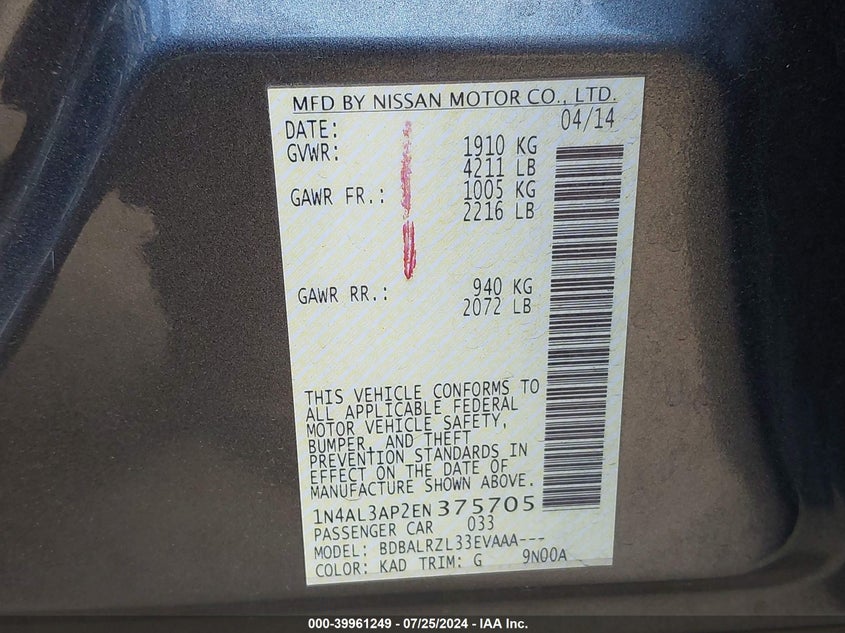 MFD BY NISSAN MOTOR CO., LTD.
DATE: 04/14
GVWR: 1910 KG
4211 LB
GAWR FR.: 1005 KG
2216 LB
GAWR RR.: 940 KG
2072 LB
THIS VEHICLE CONFORMS TO
ALL APPLICABLE FEDERAL
MOTOR VEHICLE SAFETY,
BUMPER, AND THEFT
PREVENTION STANDARDS IN
EFFECT ON THE DATE OF
MANUFACTURE SHOWN ABOVE.
1N4AL3AP2EN375705
PASSENGER CAR 033
MODEL: BDBALRZL33EVAAA---
COLOR: KAD TRIM: G 9N00A
000-39961249 - 07/25/2024 - IAA Inc.